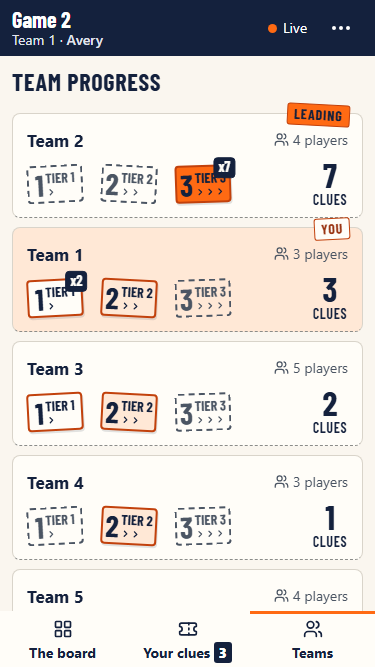 Game 2
Team 1 · Avery
Live
TEAM PROGRESS
LEADING
Team 2
4 players
1 TIER 1 ›
2 TIER 2 › ›
3 TIER 3
x7
7
CLUES
YOU
Team 1
3 players
1 TIER 1 ›
x2
2 TIER 2 › ›
3 TIER 3 › › ›
3
CLUES
Team 3
5 players
1 TIER 1 ›
2 TIER 2 › ›
3 TIER 3 › › ›
2
CLUES
Team 4
3 players
1 TIER 1 ›
2 TIER 2 › ›
3 TIER 3 › › ›
1
CLUES
Team 5
4 players
The board
Your clues 3
Teams